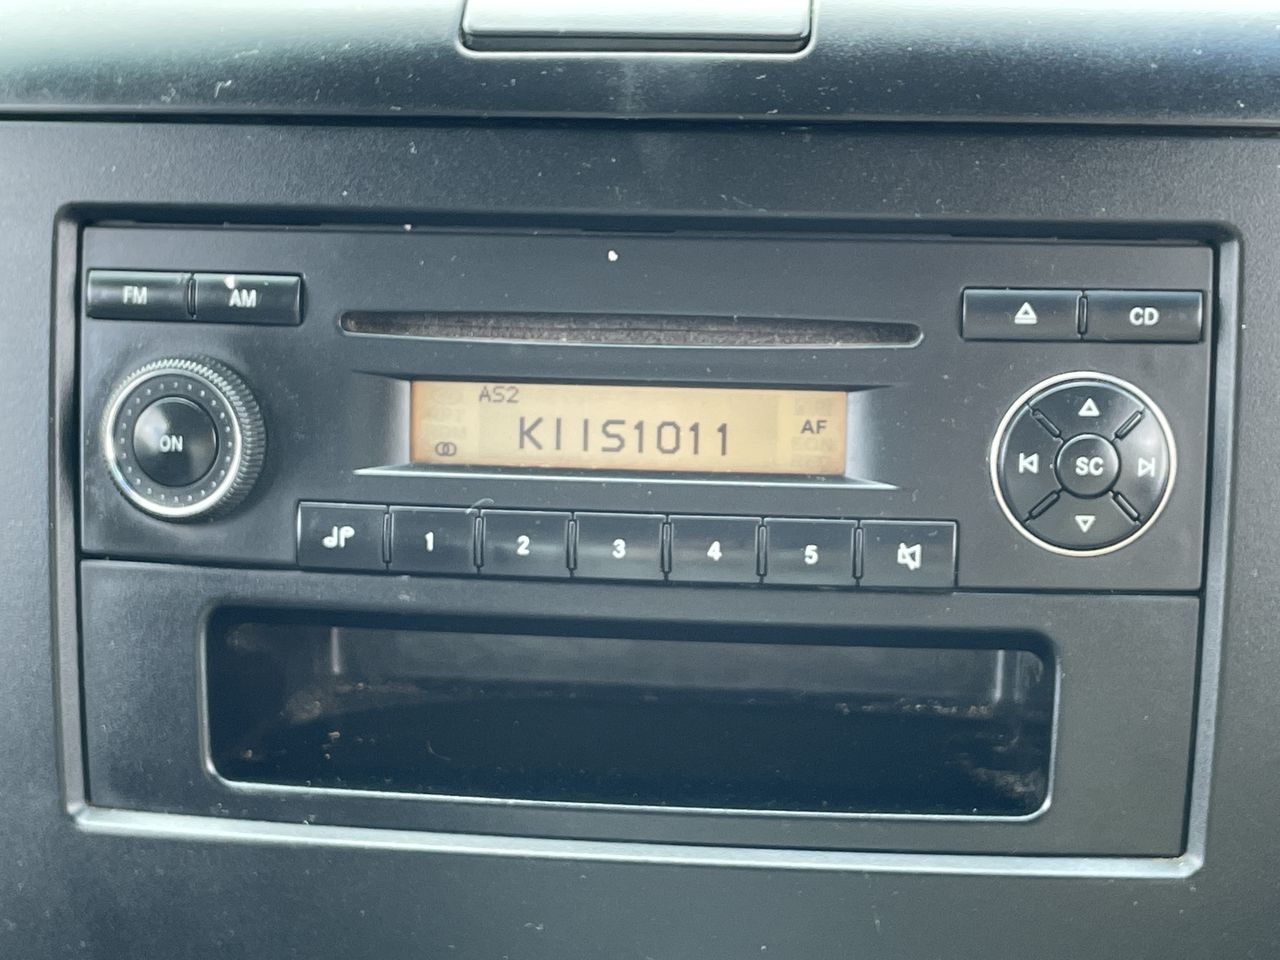 FM AM
CD
AS2
KIIS1011
AF
ON
SC
1 2 3 4 5